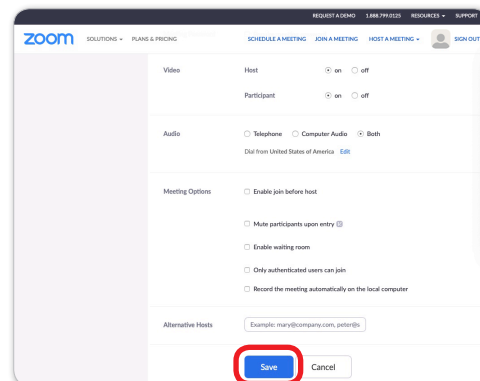 REQUEST A DEMO 1.888.799.0125 RESOURCES SUPPORT
zoom SOLUTIONS PLANS & PRICING SCHEDULE A MEETING JOIN A MEETING HOST A MEETING SIGN OUT
Video Host on off
Participant on off
Audio Telephone Computer Audio Both
Dial from United States of America Edit
Meeting Options Enable join before host
Mute participants upon entry
Enable waiting room
Only authenticated users can join
Record the meeting automatically on the local computer
Alternative Hosts Example: mary@company.com, peter@s
Save Cancel